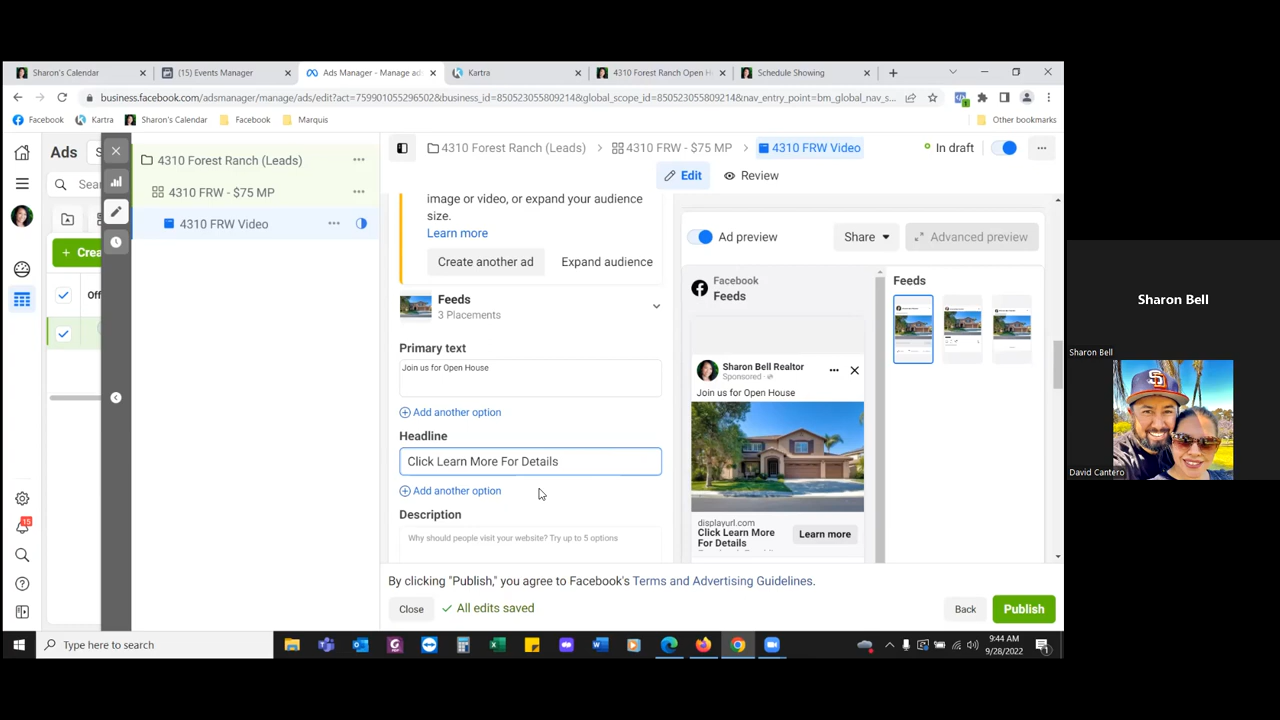 Sharon's Calendar
(15) Events Manager
Ads Manager - Manage ad
Kartra
4310 Forest Ranch Open H
Schedule Showing
business.facebook.com/adsmanager/manage/ads/edit?act=759901055296502&business_id=850523055809214&global_scope_id=850523055809214&nav_entry_point=bm_global_nav_s...
Facebook
Kartra
Sharon's Calendar
Facebook
Marquis
Other bookmarks
Ads
S
Sear
+ Crea
Off
4310 Forest Ranch (Leads)
4310 FRW - $75 MP
4310 FRW Video
4310 Forest Ranch (Leads)
4310 FRW - $75 MP
4310 FRW Video
In draft
Edit
Review
image or video, or expand your audience
size.
Learn more
Create another ad
Expand audience
Feeds
3 Placements
Primary text
Join us for Open House
Add another option
Headline
Click Learn More For Details
Add another option
Description
Why should people visit your website? Try up to 5 options
Ad preview
Share
Advanced preview
Facebook
Feeds
Sharon Bell Realtor
Sponsored ·
Join us for Open House
displayurl.com
Click Learn More
For Details
Learn more
Feeds
By clicking "Publish," you agree to Facebook's Terms and Advertising Guidelines.
Close
All edits saved
Back
Publish
15
Type here to search
9:44 AM
9/28/2022
Sharon Bell
Sharon Bell
David Cantero